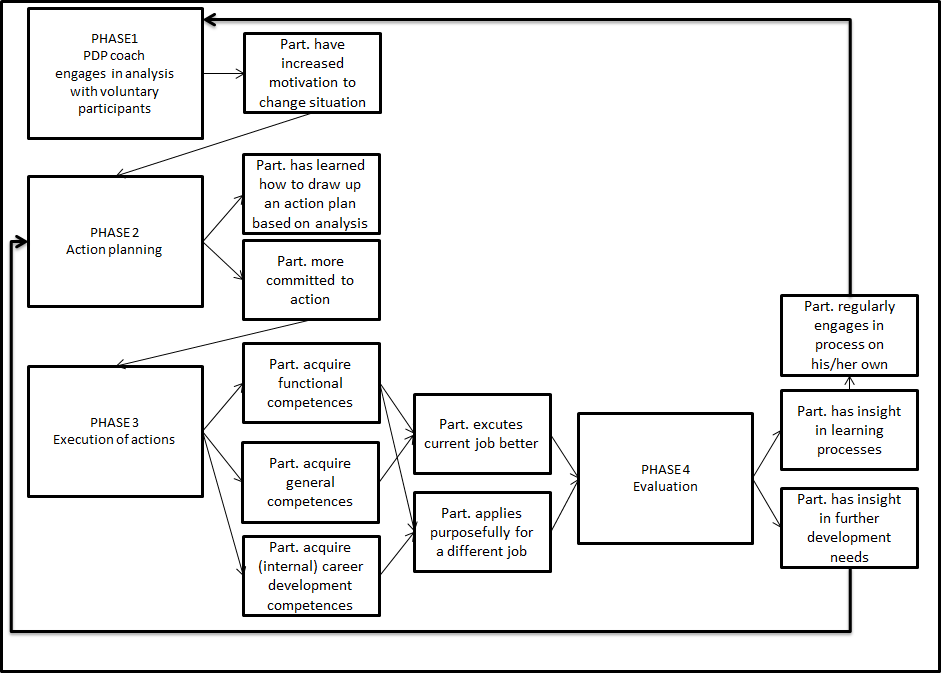 PHASE1
PDP coach
engages in analysis
with voluntary
participants
Part. have
increased
motivation to
change situation
PHASE 2
Action planning
Part. has learned
how to draw up
an action plan
based on analysis
Part. more
committed to
action
PHASE 3
Execution of actions
Part. acquire
functional
competences
Part. acquire
general
competences
Part. acquire
(internal) career
development
competences
Part. excutes
current job better
Part. applies
purposefully for
a different job
PHASE 4
Evaluation
Part. regularly
engages in
process on
his/her own
Part. has insight
in learning
processes
Part. has insight
in further
development
needs